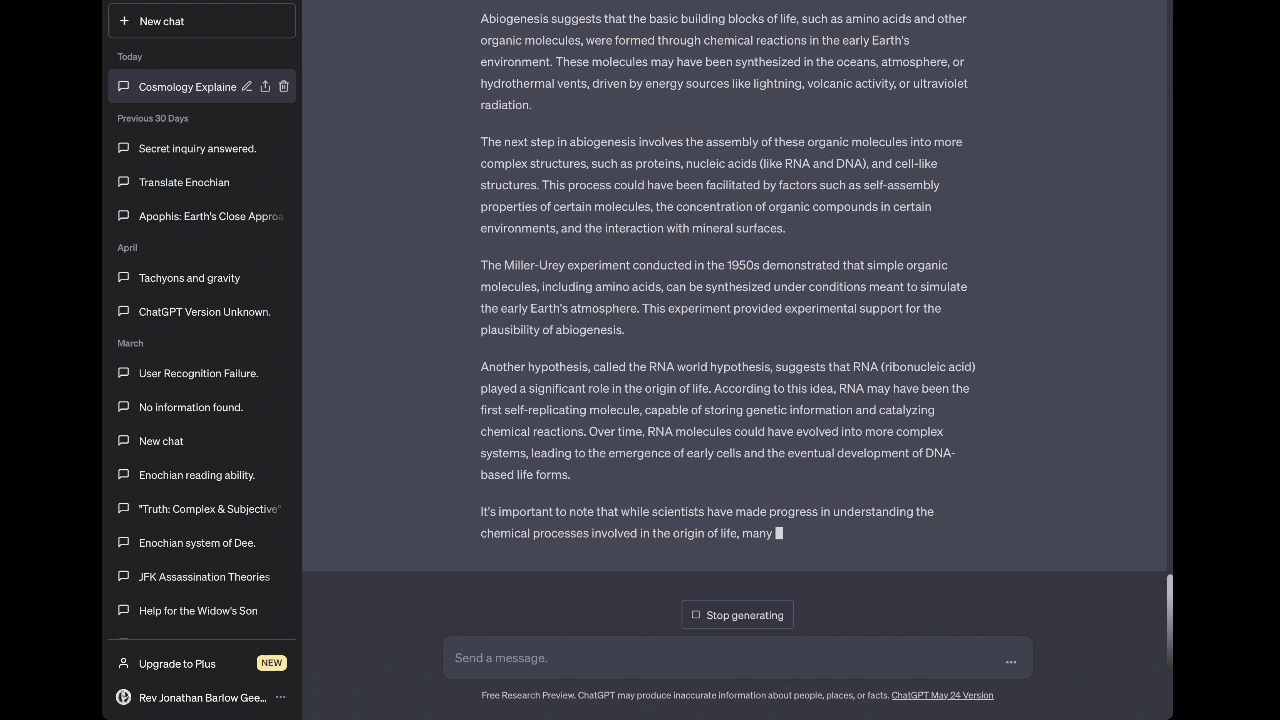 New chat
Today
Cosmology Explaine
Previous 30 Days
Secret inquiry answered.
Translate Enochian
Apophis: Earth's Close Approa
April
Tachyons and gravity
ChatGPT Version Unknown.
March
User Recognition Failure.
No information found.
New chat
Enochian reading ability.
"Truth: Complex & Subjective"
Enochian system of Dee.
JFK Assassination Theories
Help for the Widow's Son
Upgrade to Plus
NEW
Rev Jonathan Barlow Gee...
Abiogenesis suggests that the basic building blocks of life, such as amino acids and other
organic molecules, were formed through chemical reactions in the early Earth's
environment. These molecules may have been synthesized in the oceans, atmosphere, or
hydrothermal vents, driven by energy sources like lightning, volcanic activity, or ultraviolet
radiation.
The next step in abiogenesis involves the assembly of these organic molecules into more
complex structures, such as proteins, nucleic acids (like RNA and DNA), and cell-like
structures. This process could have been facilitated by factors such as self-assembly
properties of certain molecules, the concentration of organic compounds in certain
environments, and the interaction with mineral surfaces.
The Miller-Urey experiment conducted in the 1950s demonstrated that simple organic
molecules, including amino acids, can be synthesized under conditions meant to simulate
the early Earth's atmosphere. This experiment provided experimental support for the
plausibility of abiogenesis.
Another hypothesis, called the RNA world hypothesis, suggests that RNA (ribonucleic acid)
played a significant role in the origin of life. According to this idea, RNA may have been the
first self-replicating molecule, capable of storing genetic information and catalyzing
chemical reactions. Over time, RNA molecules could have evolved into more complex
systems, leading to the emergence of early cells and the eventual development of DNA-
based life forms.
It's important to note that while scientists have made progress in understanding the
chemical processes involved in the origin of life, many
Stop generating
Send a message.
Free Research Preview. ChatGPT may produce inaccurate information about people, places, or facts. ChatGPT May 24 Version